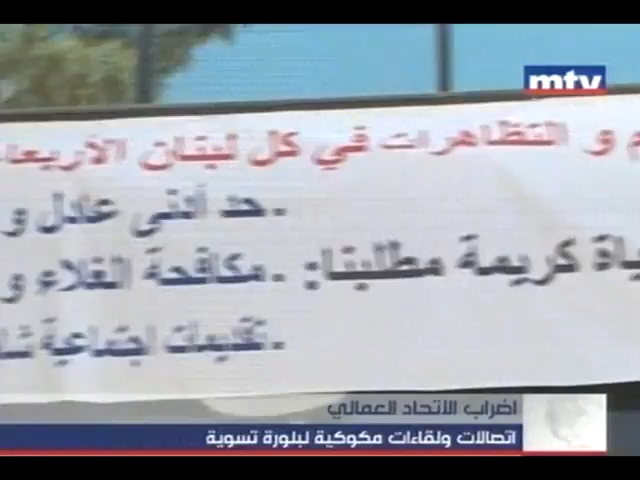 mtv
و التظاهرات في كل لبنان الأربعاء
.حد أدنى عادل و
كريمة مطلبنا: .مكافحة الغلاء و
.تقديمات اجتماعية
اضراب الاتحاد العمالي
اتصالات ولقاءات مكوكية لبلورة تسوية